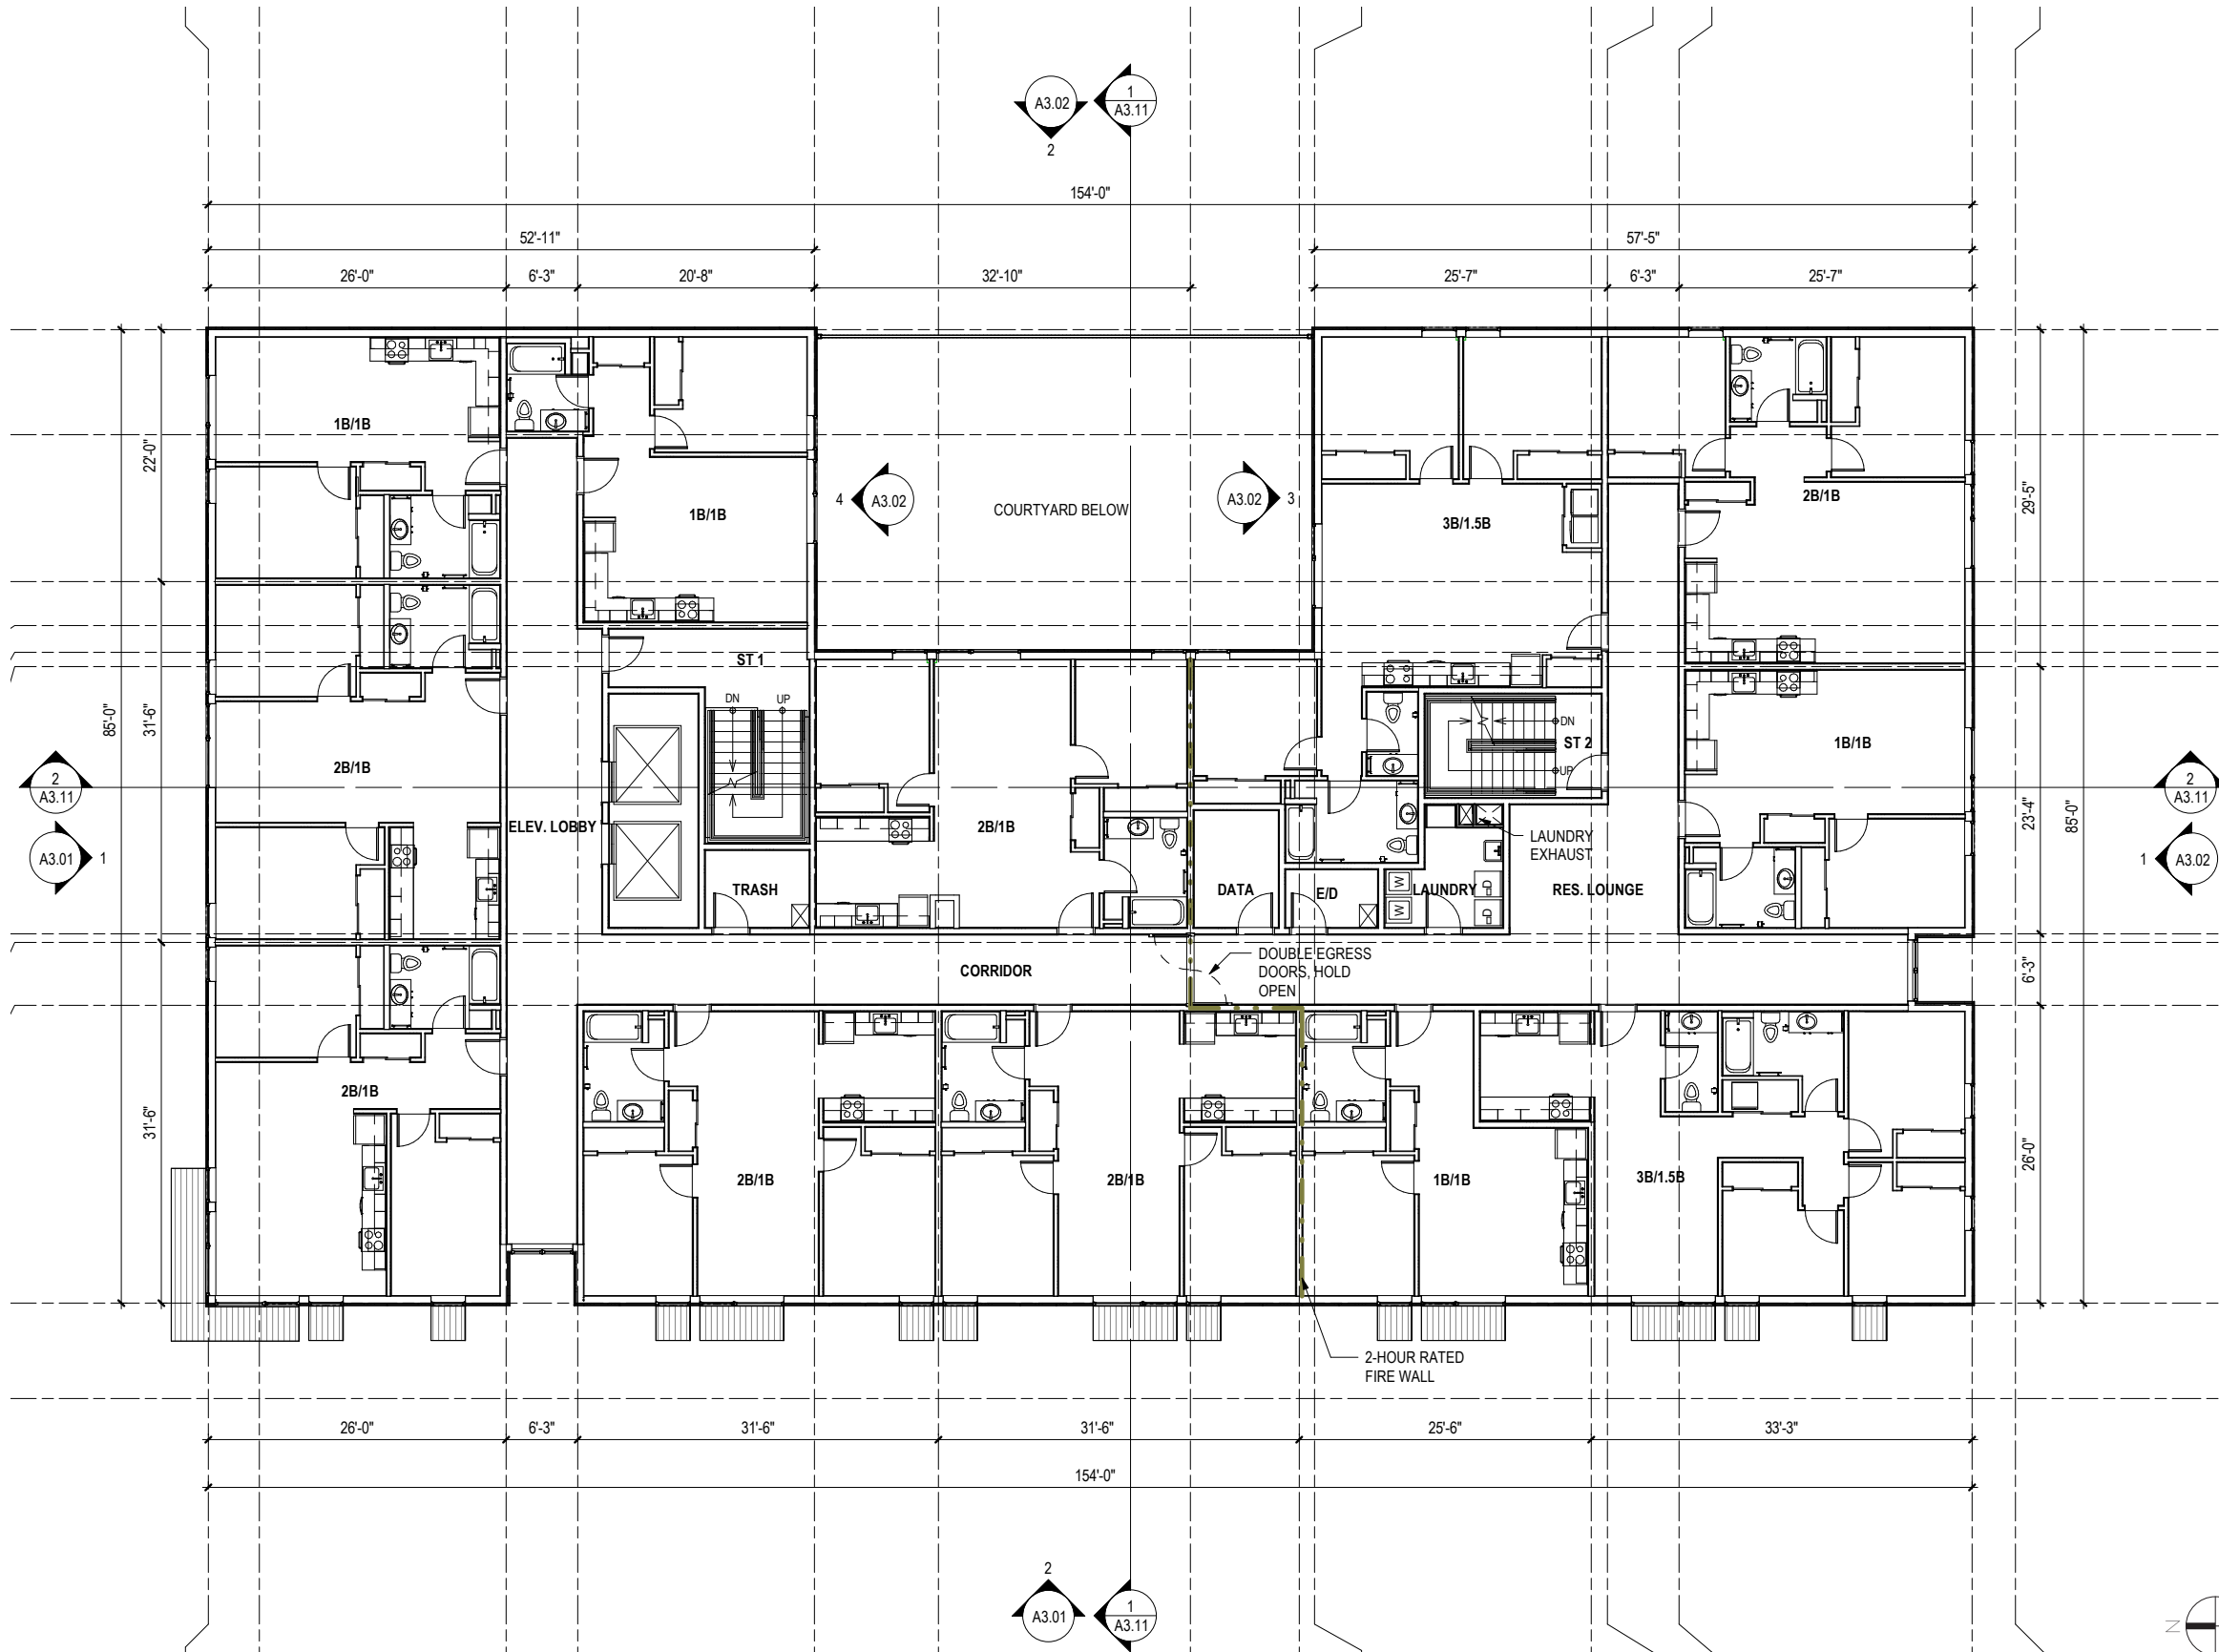 A3.02
2
1
A3.11
154'-0"
52'-11"
57'-5"
26'-0"
6'-3"
20'-8"
32'-10"
25'-7"
6'-3"
25'-7"
1B/1B
22'-0"
1B/1B
4
A3.02
COURTYARD BELOW
A3.02
3
3B/1.5B
2B/1B
29'-5"
ST 1
DN
UP
85'-0"
31'-6"
2B/1B
DN
ST 2
UP
1B/1B
2
A3.11
2
A3.11
ELEV. LOBBY
2B/1B
23'-4"
85'-0"
A3.01
1
LAUNDRY
EXHAUST
1
A3.02
TRASH
DATA
E/D
W
W
LAUNDRY
D
D
RES. LOUNGE
CORRIDOR
DOUBLE EGRESS
DOORS, HOLD
OPEN
6'-3"
2B/1B
31'-6"
2B/1B
2B/1B
1B/1B
3B/1.5B
26'-0"
2-HOUR RATED
FIRE WALL
26'-0"
6'-3"
31'-6"
31'-6"
25'-6"
33'-3"
154'-0"
2
A3.01
1
A3.11
N